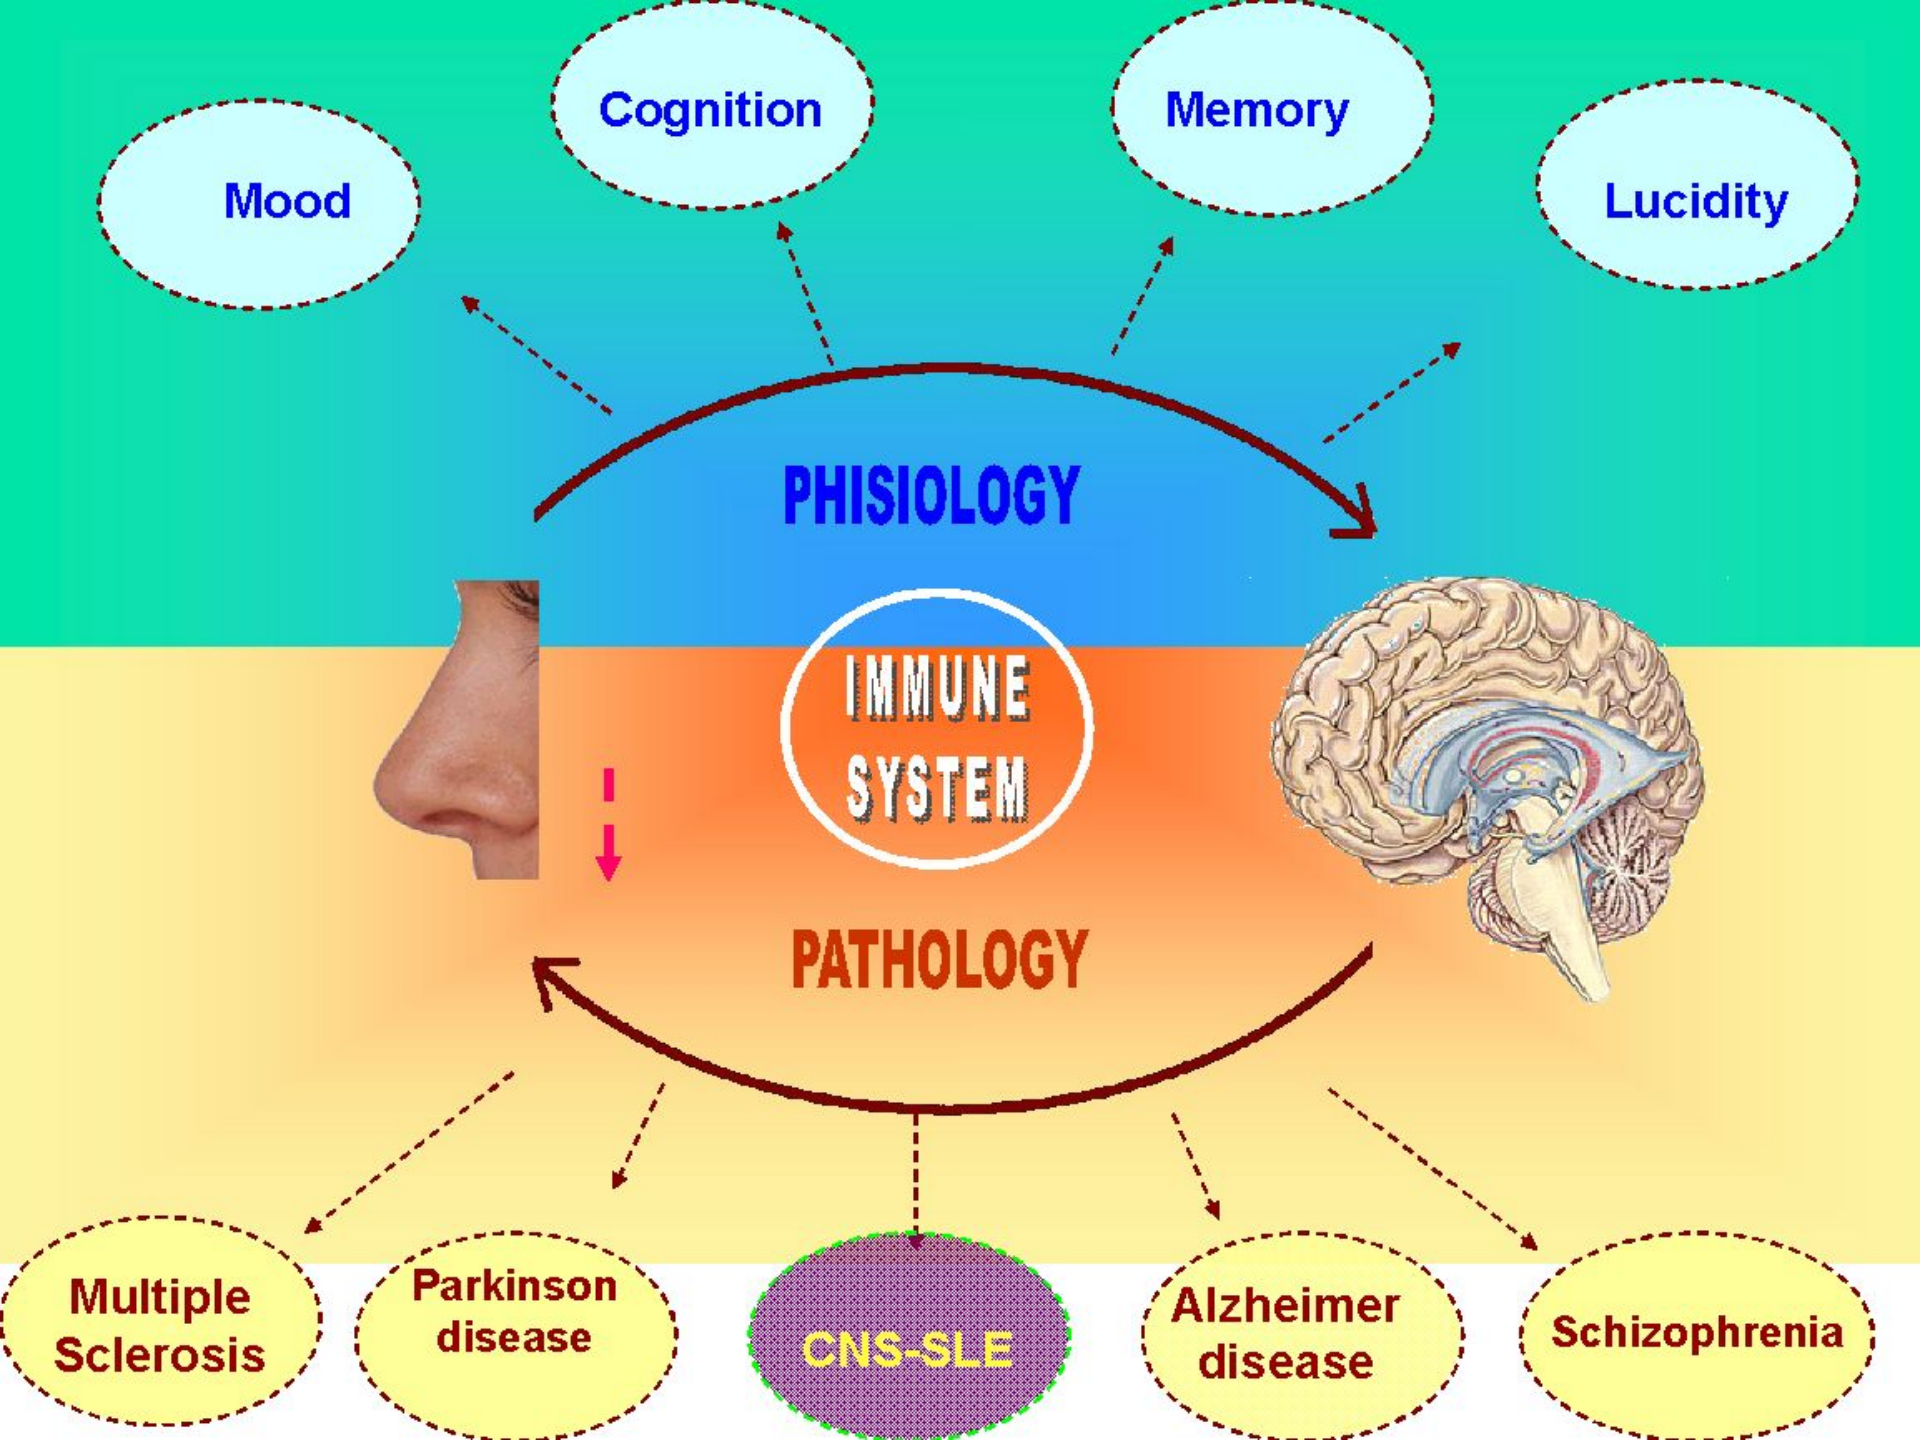 Cognition
Memory
Mood
Lucidity
PHISIOLOGY
IMMUNE
SYSTEM
PATHOLOGY
Multiple
Sclerosis
Parkinson
disease
CNS-SLE
Alzheimer
disease
Schizophrenia